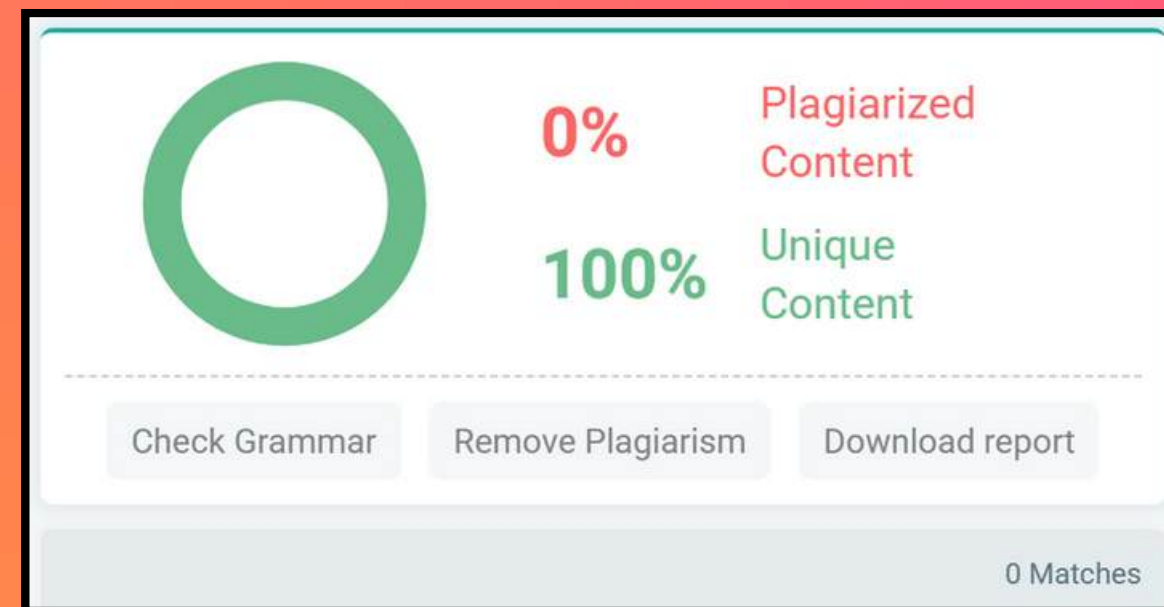 0%
Plagiarized
Content
100%
Unique
Content
Check Grammar
Remove Plagiarism
Download report
0 Matches